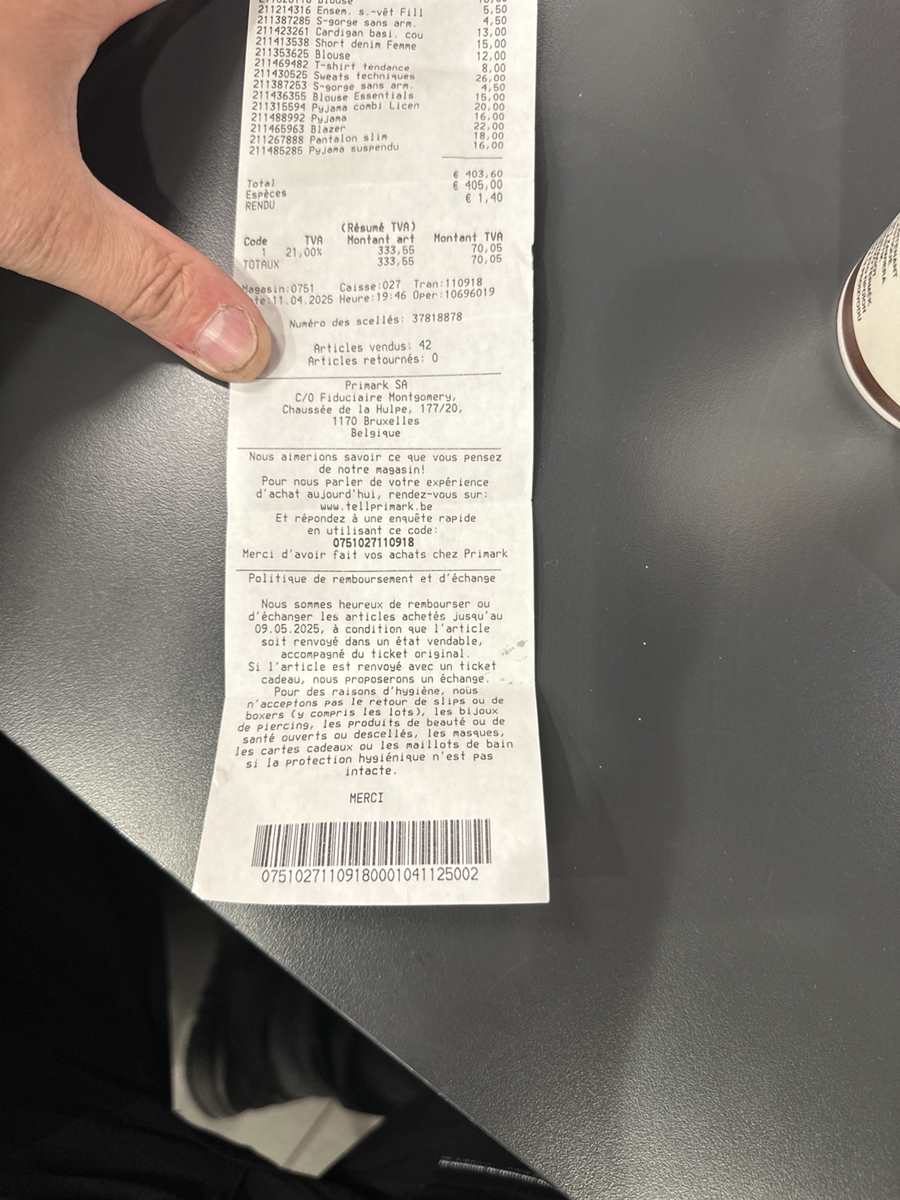 Blouse
211214316 Ensem. s.-vêt Fill 5,50
211387285 S-gorge sans arm. 4,50
211423261 Cardigan basi. cou 13,00
211413538 Short denim Femme 15,00
211353625 Blouse 12,00
211469482 T-shirt tendance 8,00
211430525 Sweats techniques 26,00
211387253 S-gorge sans arm. 4,50
211436355 Blouse Essentials 15,00
211315594 Pyjama combi Licen 20,00
211488992 Pyjama 16,00
211465963 Blazer 22,00
211267888 Pantalon slim 18,00
211485285 Pyjama suspendu 16,00
Total € 403,60
Espèces € 405,00
RENDU € 1,40
(Résumé TVA)
Code TVA Montant art Montant TVA
1 21,00% 333,55 70,05
TOTAUX 333,55 70,05
Magasin:0751 Caisse:027 Tran:110918
11.04.2025 Heure:19:46 Oper:10696019
Numéro des scellés: 37818878
Articles vendus: 42
Articles retournés: 0
Primark SA
C/O Fiduciaire Montgomery,
Chaussée de la Hulpe, 177/20,
1170 Bruxelles
Belgique
Nous aimerions savoir ce que vous pensez
de notre magasin!
Pour nous parler de votre expérience
d'achat aujourd'hui, rendez-vous sur:
www.tellprimark.be
Et répondez à une enquête rapide
en utilisant ce code:
0751027110918
Merci d'avoir fait vos achats chez Primark
Politique de remboursement et d'échange
Nous sommes heureux de rembourser ou
d'échanger les articles achetés jusqu'au
09.05.2025, à condition que l'article
soit renvoyé dans un état vendable,
accompagné du ticket original.
Si l'article est renvoyé avec un ticket
cadeau, nous proposerons un échange.
Pour des raisons d'hygiène, nous
n'acceptons pas le retour de slips ou de
boxers (y compris les lots), les bijoux
de piercing, les produits de beauté ou de
santé ouverts ou descellés, les masques,
les cartes cadeaux ou les maillots de bain
si la protection hygiénique n'est pas
intacte.
MERCI
07510271109180001041125002